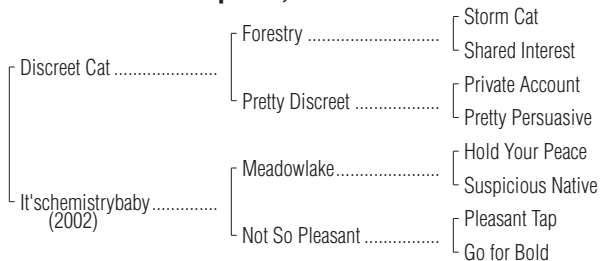 Storm Cat
Forestry
Shared Interest
Discreet Cat
Private Account
Pretty Discreet
Pretty Persuasive
Hold Your Peace
Meadowlake
Suspicious Native
It'schemistrybaby
(2002)
Pleasant Tap
Not So Pleasant
Go for Bold